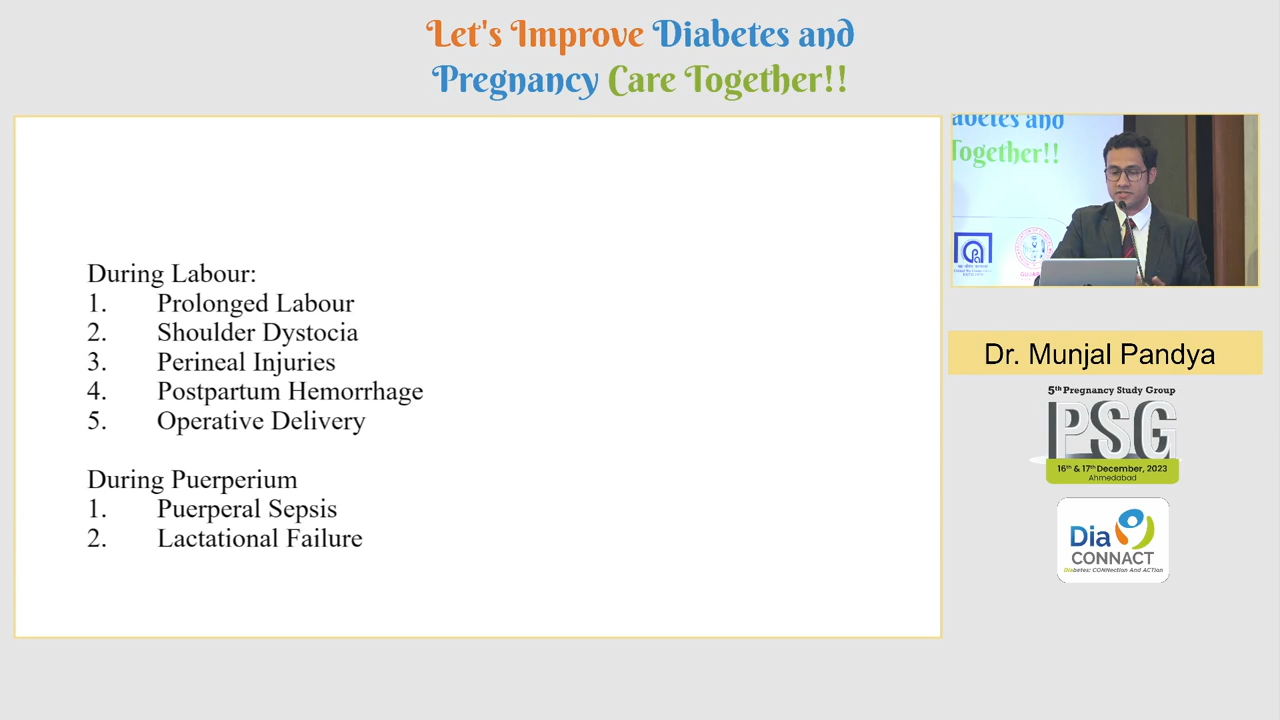 Let's Improve Diabetes and
Pregnancy Care Together!!
During Labour:
1. Prolonged Labour
2. Shoulder Dystocia
3. Perineal Injuries
4. Postpartum Hemorrhage
5. Operative Delivery
During Puerperium
1. Puerperal Sepsis
2. Lactational Failure
abetes and
Together!!
Dr. Munjal Pandya
5th Pregnancy Study Group
PSG
16th & 17th December, 2023
Ahmedabad
Dia
CONNACT
Diabetes: CONNection And ACTion